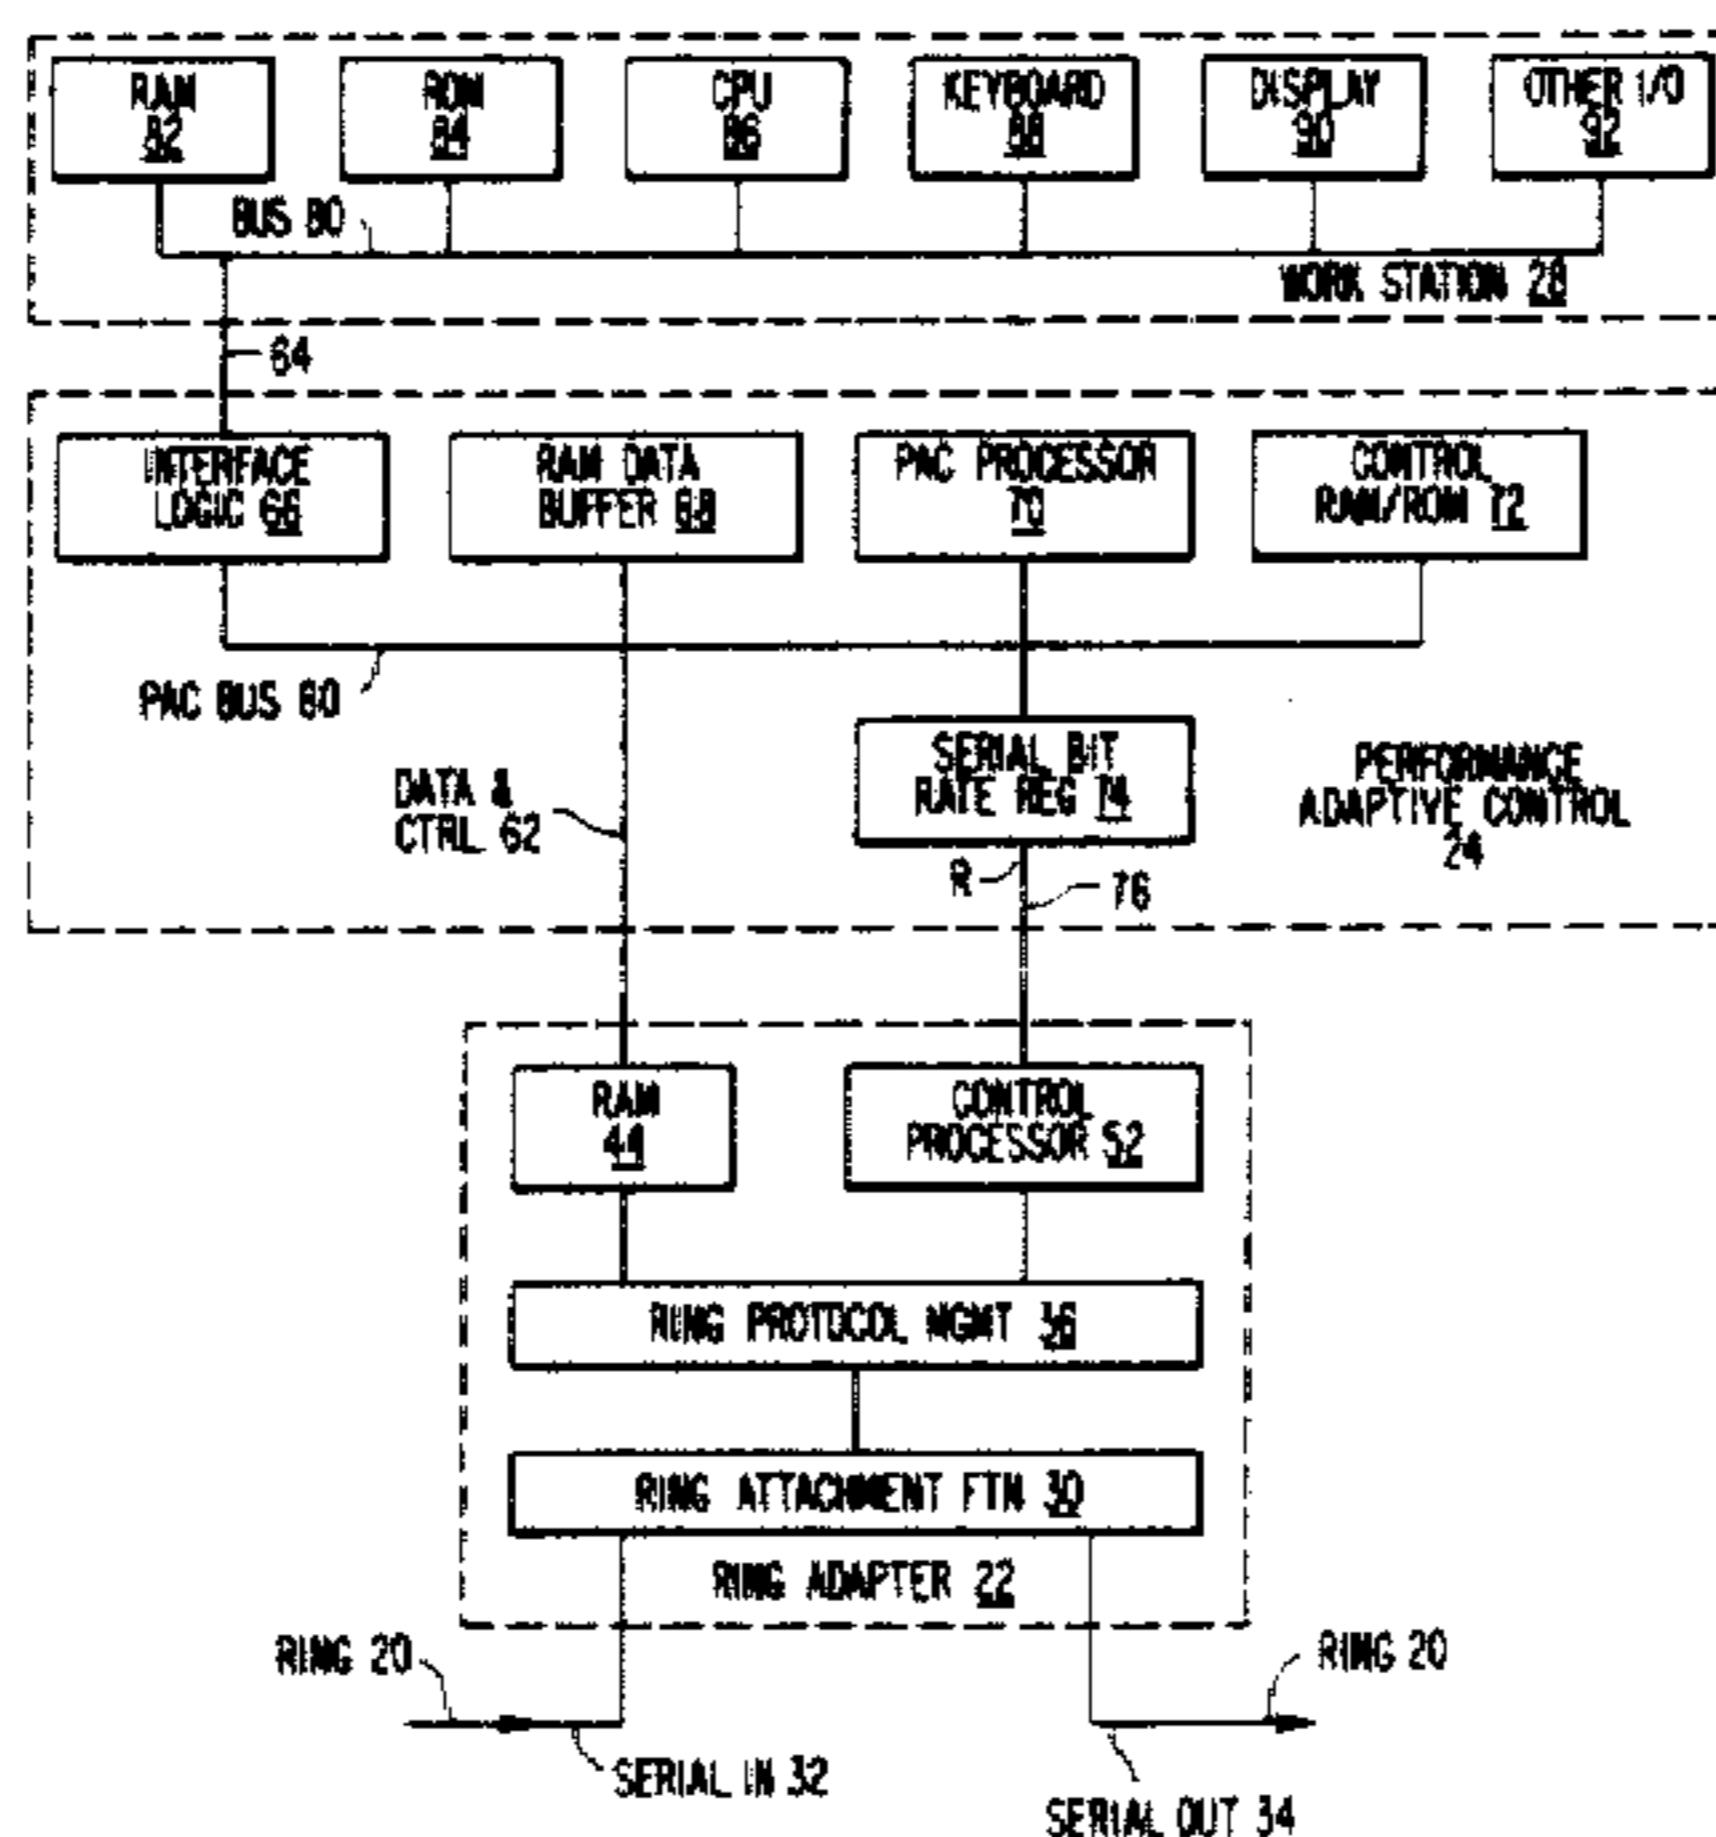 RAM
82
ROM
84
CPU
86
KEYBOARD
88
DISPLAY
90
OTHER I/O
92
BUS 80
WORK STATION 28
64
INTERFACE
LOGIC 66
RAM DATA
BUFFER 68
PAC PROCESSOR
70
CONTROL
RAM/ROM 72
PAC BUS 60
SERIAL BIT
RATE REG 74
DATA &
CTRL 62
PERFORMANCE
ADAPTIVE CONTROL
24
R
76
RAM
44
CONTROL
PROCESSOR 52
RING PROTOCOL MGMT 36
RING ATTACHMENT FTN 30
RING ADAPTER 22
RING 20
RING 20
SERIAL IN 32
SERIAL OUT 34